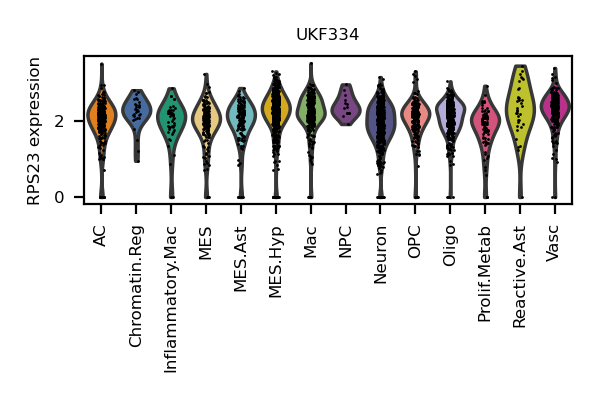 UKF334
RPS23 expression
2
0
AC
Chromatin.Reg
Inflammatory.Mac
MES
MES.Ast
MES.Hyp
Mac
NPC
Neuron
OPC
Oligo
Prolif.Metab
Reactive.Ast
Vasc